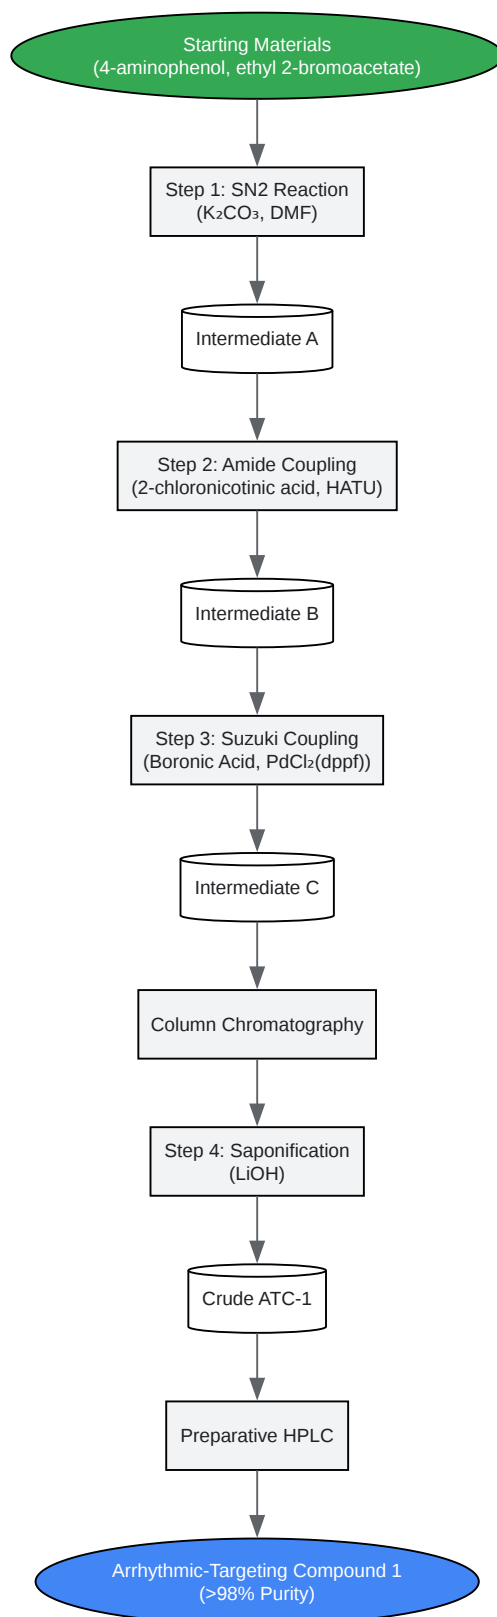 Starting Materials
(4-aminophenol, ethyl 2-bromoacetate)
Step 1: SN2 Reaction
(K₂CO₃, DMF)
Intermediate A
Step 2: Amide Coupling
(2-chloronicotinic acid, HATU)
Intermediate B
Step 3: Suzuki Coupling
(Boronic Acid, PdCl₂(dppf))
Intermediate C
Column Chromatography
Step 4: Saponification
(LiOH)
Crude ATC-1
Preparative HPLC
Arrhythmic-Targeting Compound 1
(>98% Purity)